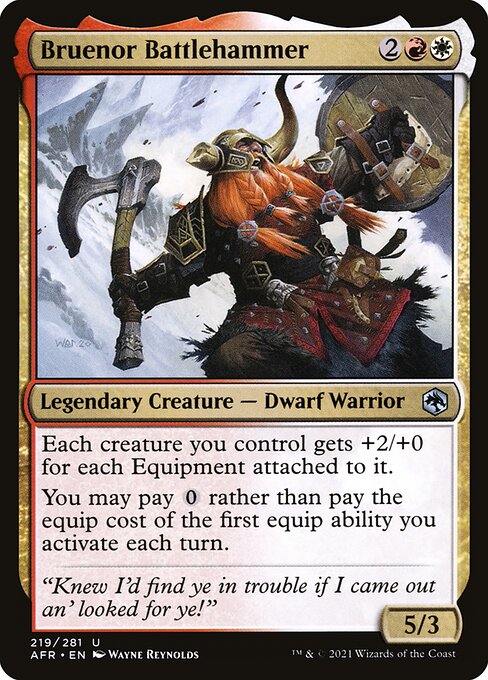 Bruenor Battlehammer 2
Legendary Creature — Dwarf Warrior
Each creature you control gets +2/+0
for each Equipment attached to it.
You may pay 0 rather than pay the
equip cost of the first equip ability you
activate each turn.
“Knew I’d find ye in trouble if I came out
an’ looked for ye!”
5/3
219/281 U
AFR • EN Wayne Reynolds
™ & © 2021 Wizards of the Coast